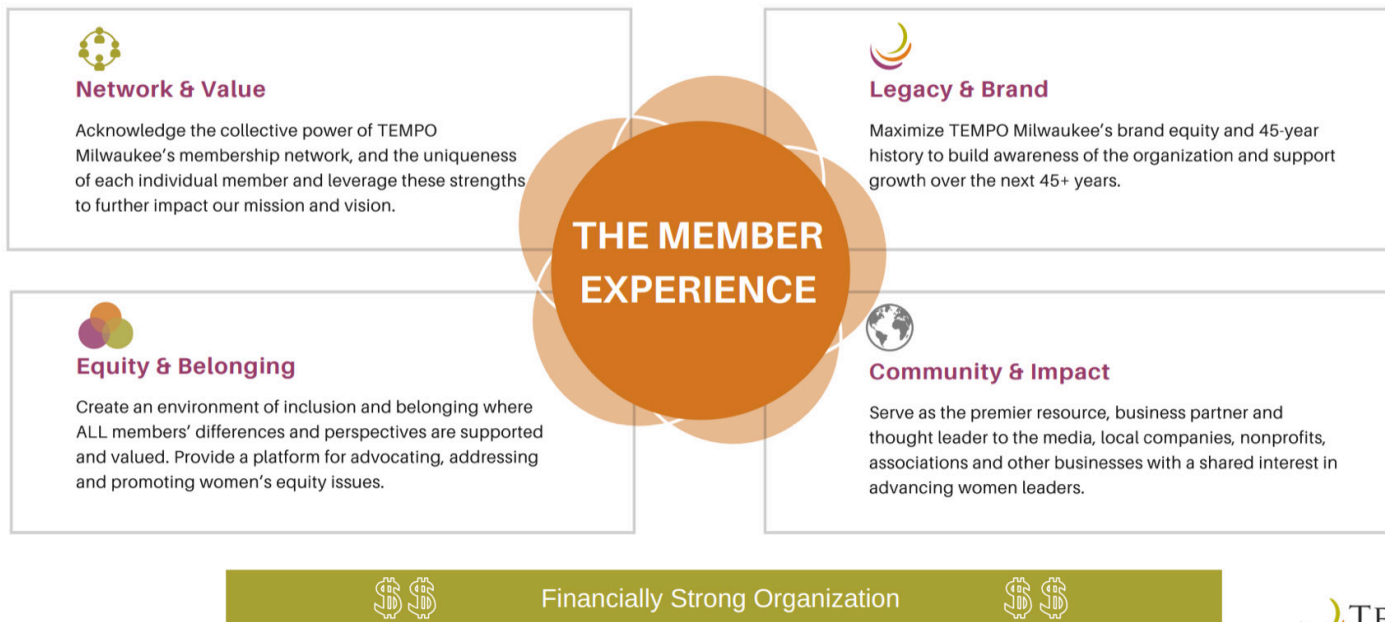 Network & Value
Acknowledge the collective power of TEMPO
Milwaukee's membership network, and the uniqueness
of each individual member and leverage these strengths
to further impact our mission and vision.
Legacy & Brand
Maximize TEMPO Milwaukee's brand equity and 45-year
history to build awareness of the organization and support
growth over the next 45+ years.
THE MEMBER
EXPERIENCE
Equity & Belonging
Create an environment of inclusion and belonging where
ALL members' differences and perspectives are supported
and valued. Provide a platform for advocating, addressing
and promoting women's equity issues.
Community & Impact
Serve as the premier resource, business partner and
thought leader to the media, local companies, nonprofits,
associations and other businesses with a shared interest in
advancing women leaders.
$$ Financially Strong Organization $$